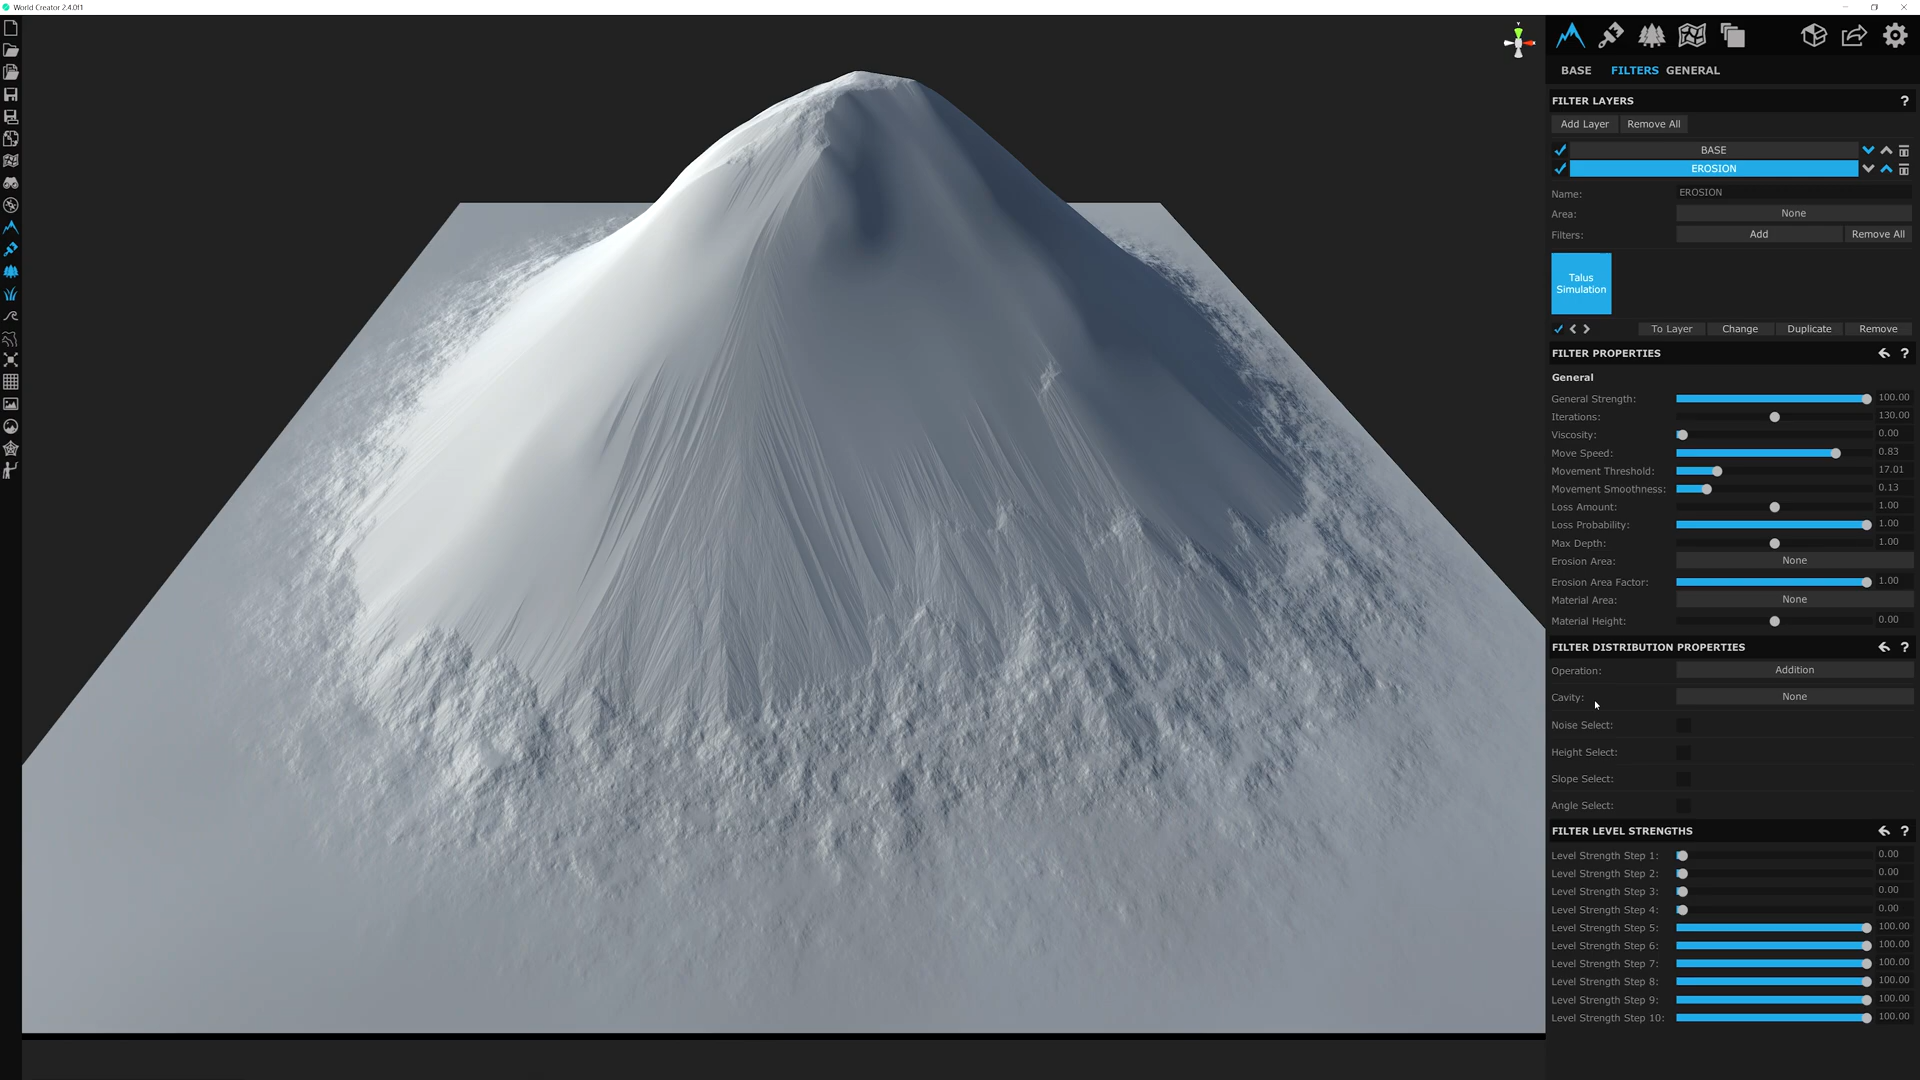 World Creator 2.4.0f1
BASE FILTERS GENERAL
FILTER LAYERS ?
Add Layer Remove All
BASE
EROSION
Name: EROSION
Area: None
Filters: Add Remove All
Talus
Simulation
To Layer Change Duplicate Remove
FILTER PROPERTIES ?
General
General Strength: 100.00
Iterations: 130.00
Viscosity: 0.00
Move Speed: 0.83
Movement Threshold: 17.01
Movement Smoothness: 0.13
Loss Amount: 1.00
Loss Probability: 1.00
Max Depth: 1.00
Erosion Area: None
Erosion Area Factor: 1.00
Material Area: None
Material Height: 0.00
FILTER DISTRIBUTION PROPERTIES ?
Operation: Addition
Cavity: None
Noise Select:
Height Select:
Slope Select:
Angle Select:
FILTER LEVEL STRENGTHS ?
Level Strength Step 1: 0.00
Level Strength Step 2: 0.00
Level Strength Step 3: 0.00
Level Strength Step 4: 0.00
Level Strength Step 5: 100.00
Level Strength Step 6: 100.00
Level Strength Step 7: 100.00
Level Strength Step 8: 100.00
Level Strength Step 9: 100.00
Level Strength Step 10: 100.00